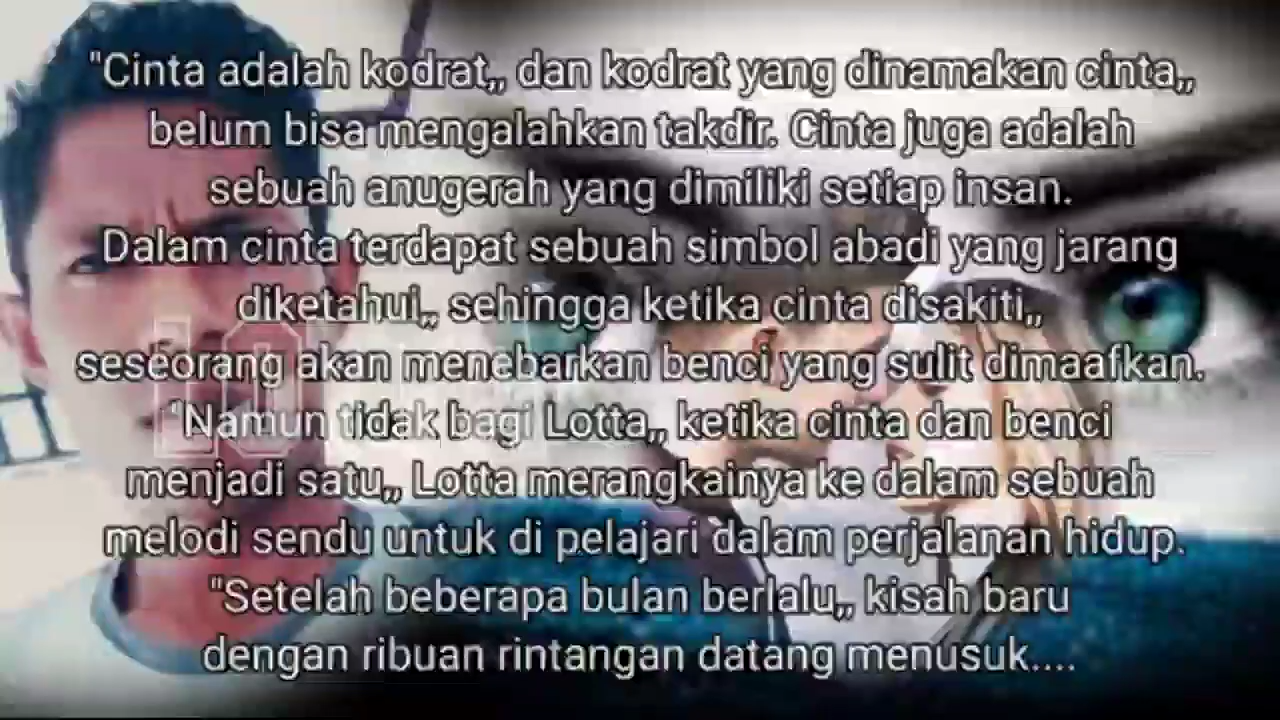 "Cinta adalah kodrat,, dan kodrat yang dinamakan cinta,,
belum bisa mengalahkan takdir. Cinta juga adalah
sebuah anugerah yang dimiliki setiap insan.
Dalam cinta terdapat sebuah simbol abadi yang jarang
diketahui,, sehingga ketika cinta disakiti,,
seseorang akan menebarkan benci yang sulit dimaafkan.
"Namun tidak bagi Lotta,, ketika cinta dan benci
menjadi satu,, Lotta merangkainya ke dalam sebuah
melodi sendu untuk di pelajari dalam perjalanan hidup.
"Setelah beberapa bulan berlalu,, kisah baru
dengan ribuan rintangan datang menusuk....